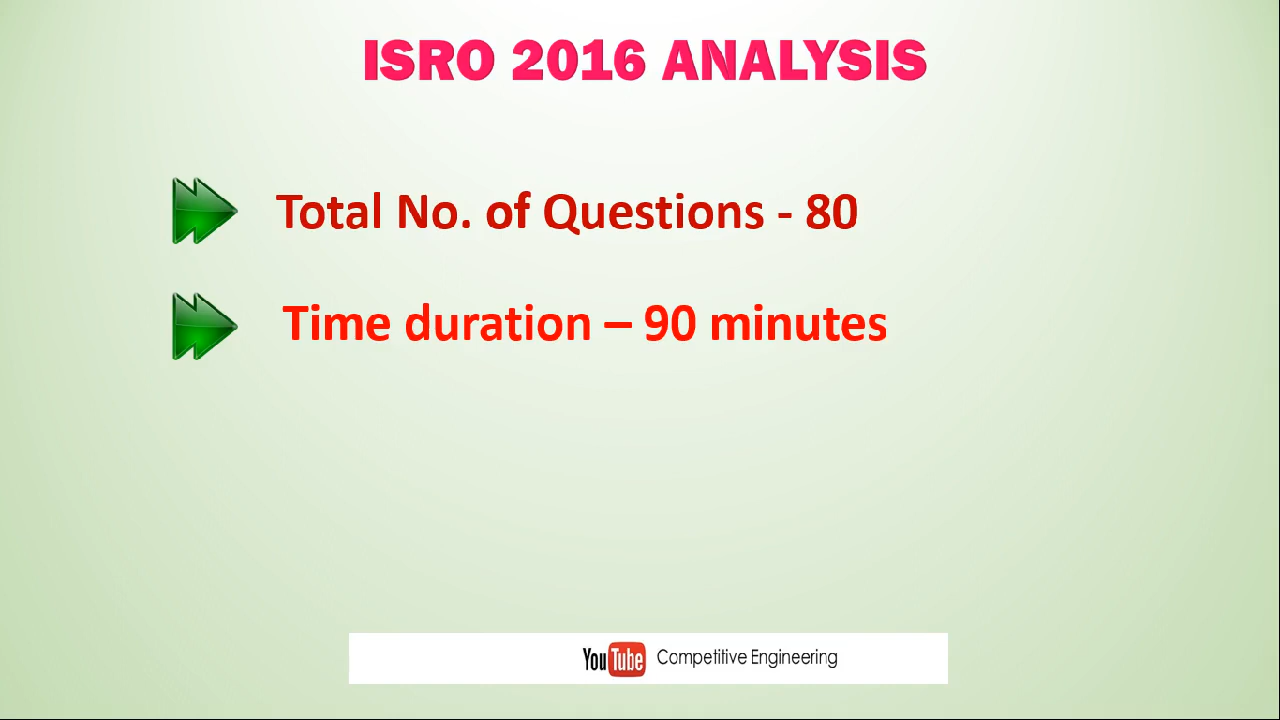 ISRO 2016 ANALYSIS
Total No. of Questions - 80
Time duration – 90 minutes
YouTube Competitive Engineering